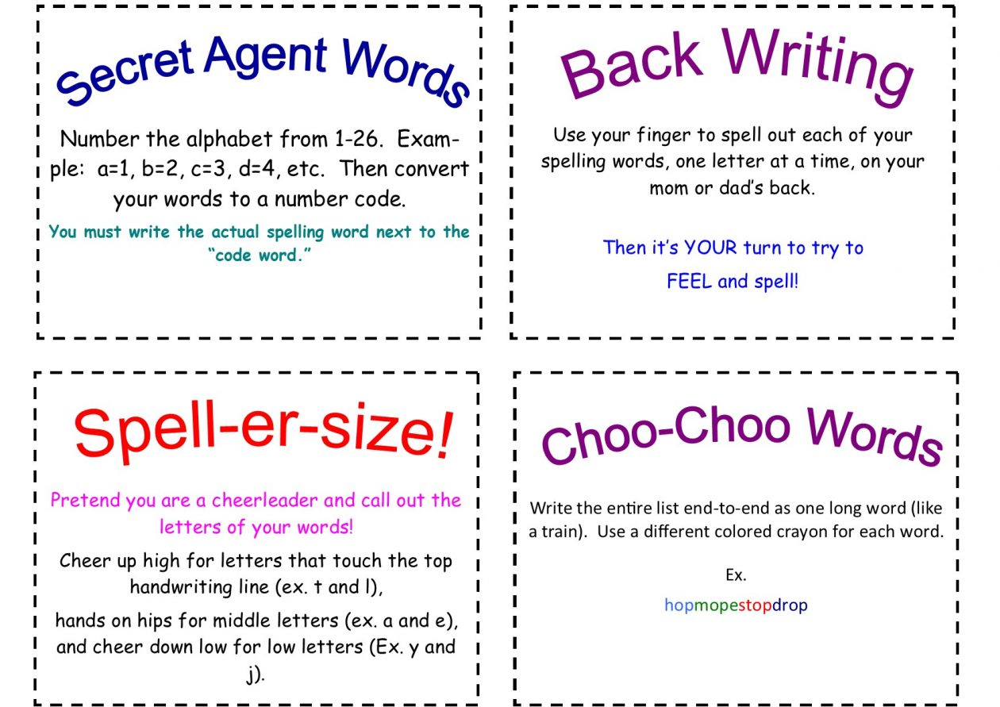 Secret Agent Words
Number the alphabet from 1-26.  Exam-
ple:  a=1, b=2, c=3, d=4, etc.  Then convert
your words to a number code.
You must write the actual spelling word next to the
“code word.”
Back Writing
Use your finger to spell out each of your
spelling words, one letter at a time, on your
mom or dad’s back.
Then it’s YOUR turn to try to
FEEL and spell!
Spell-er-size!
Pretend you are a cheerleader and call out the
letters of your words!
Cheer up high for letters that touch the top
handwriting line (ex. t and l),
hands on hips for middle letters (ex. a and e),
and cheer down low for low letters (Ex. y and
j).
Choo-Choo Words
Write the entire list end-to-end as one long word (like
a train).  Use a different colored crayon for each word.
Ex.
hopmopestopdrop